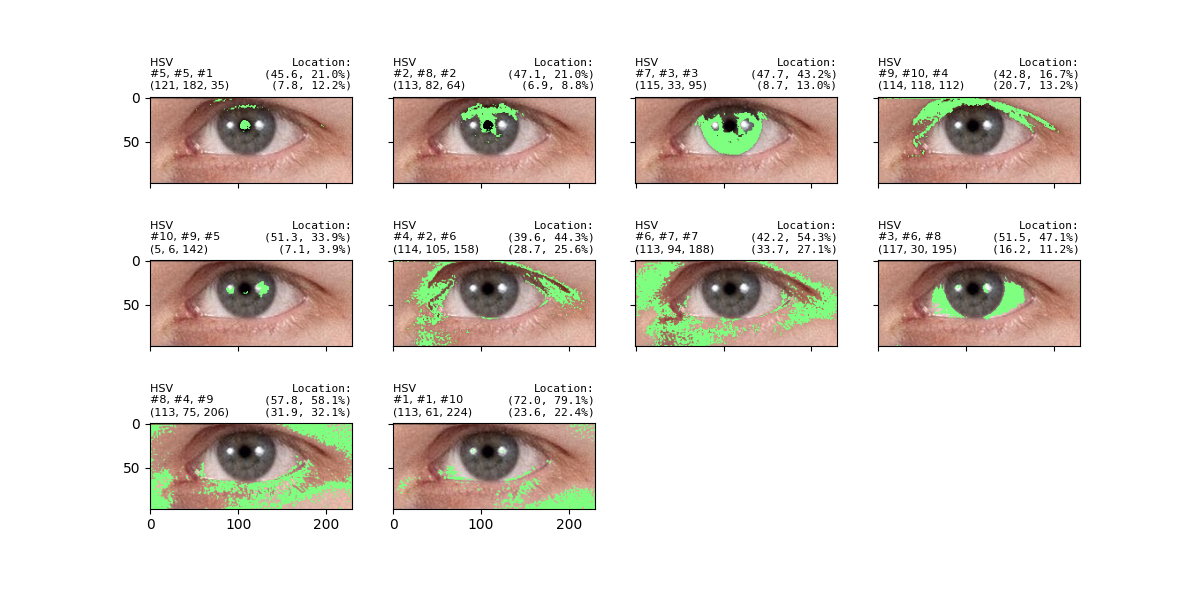 HSV Location:
#5, #5, #1 (45.6, 21.0%)
(121, 182, 35) (7.8, 12.2%)
HSV Location:
#2, #8, #2 (47.1, 21.0%)
(113, 82, 64) (6.9, 8.8%)
HSV Location:
#7, #3, #3 (47.7, 43.2%)
(115, 33, 95) (8.7, 13.0%)
HSV Location:
#9, #10, #4 (42.8, 16.7%)
(114, 118, 112) (20.7, 13.2%)
0
50
HSV Location:
#10, #9, #5 (51.3, 33.9%)
(5, 6, 142) (7.1, 3.9%)
HSV Location:
#4, #2, #6 (39.6, 44.3%)
(114, 105, 158) (28.7, 25.6%)
HSV Location:
#6, #7, #7 (42.2, 54.3%)
(113, 94, 188) (33.7, 27.1%)
HSV Location:
#3, #6, #8 (51.5, 47.1%)
(117, 30, 195) (16.2, 11.2%)
0
50
HSV Location:
#8, #4, #9 (57.8, 58.1%)
(113, 75, 206) (31.9, 32.1%)
HSV Location:
#1, #1, #10 (72.0, 79.1%)
(113, 61, 224) (23.6, 22.4%)
0
50
0 100 200
0 100 200